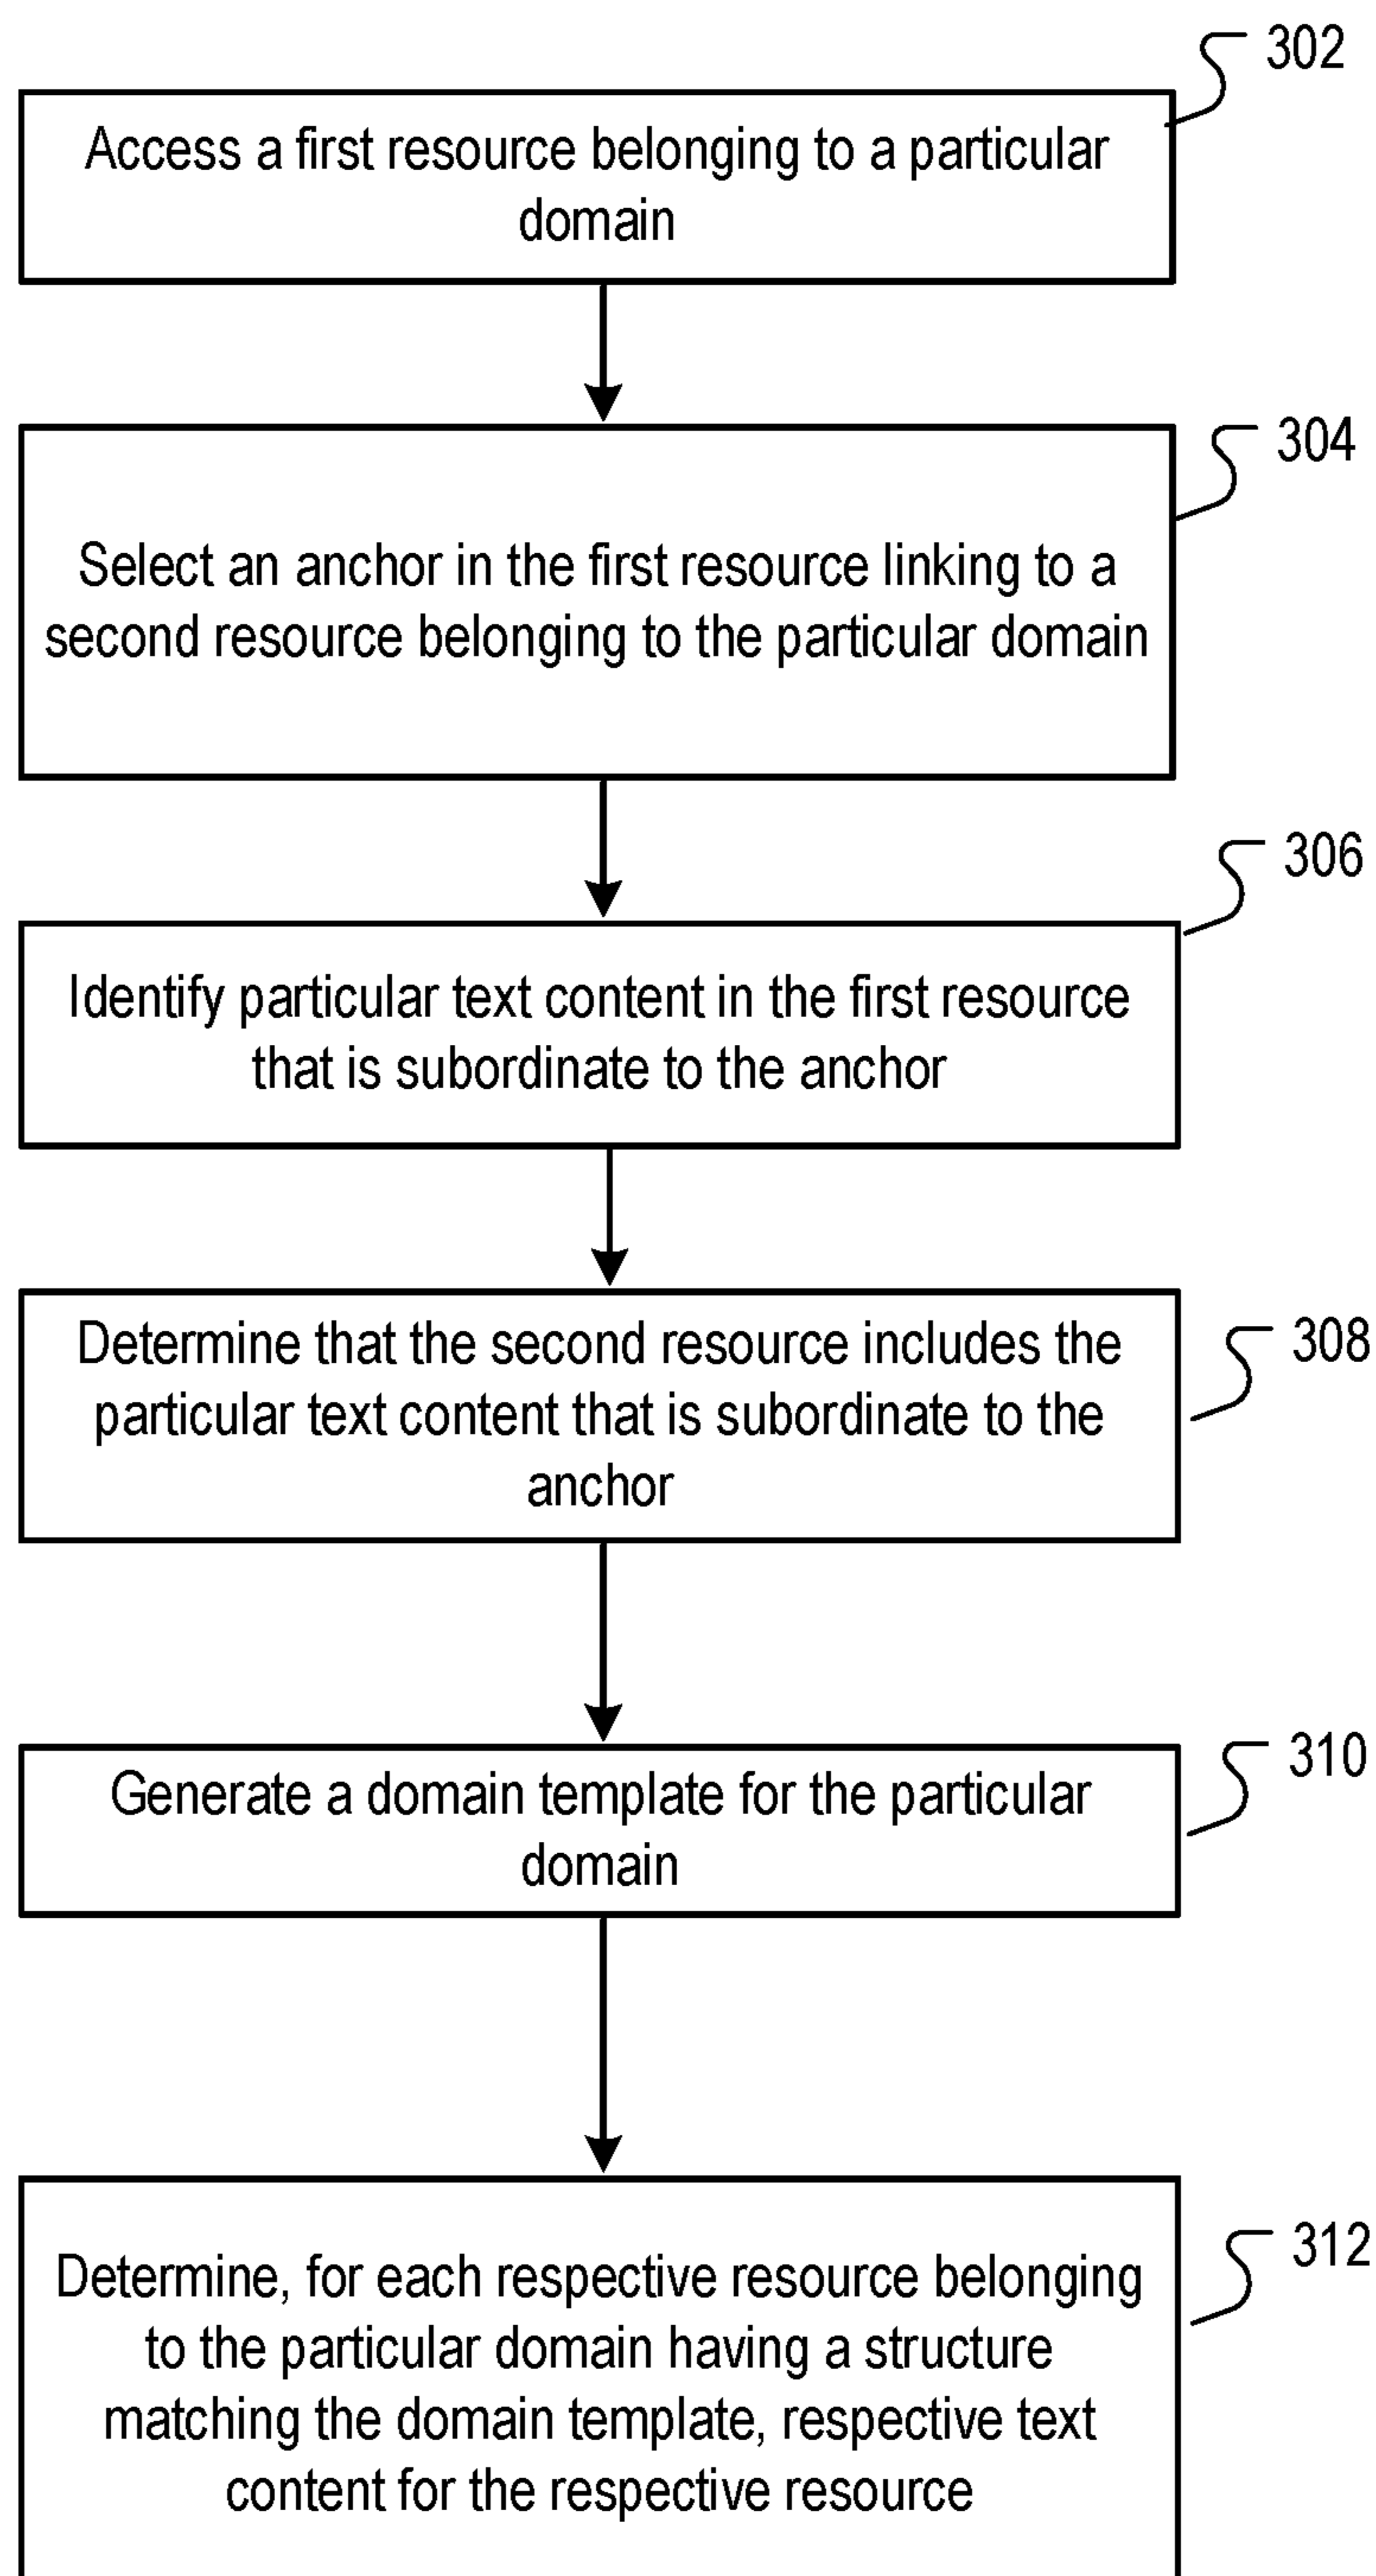 302
Access a first resource belonging to a particular
domain
304
Select an anchor in the first resource linking to a
second resource belonging to the particular domain
306
Identify particular text content in the first resource
that is subordinate to the anchor
308
Determine that the second resource includes the
particular text content that is subordinate to the
anchor
310
Generate a domain template for the particular
domain
312
Determine, for each respective resource belonging
to the particular domain having a structure
matching the domain template, respective text
content for the respective resource